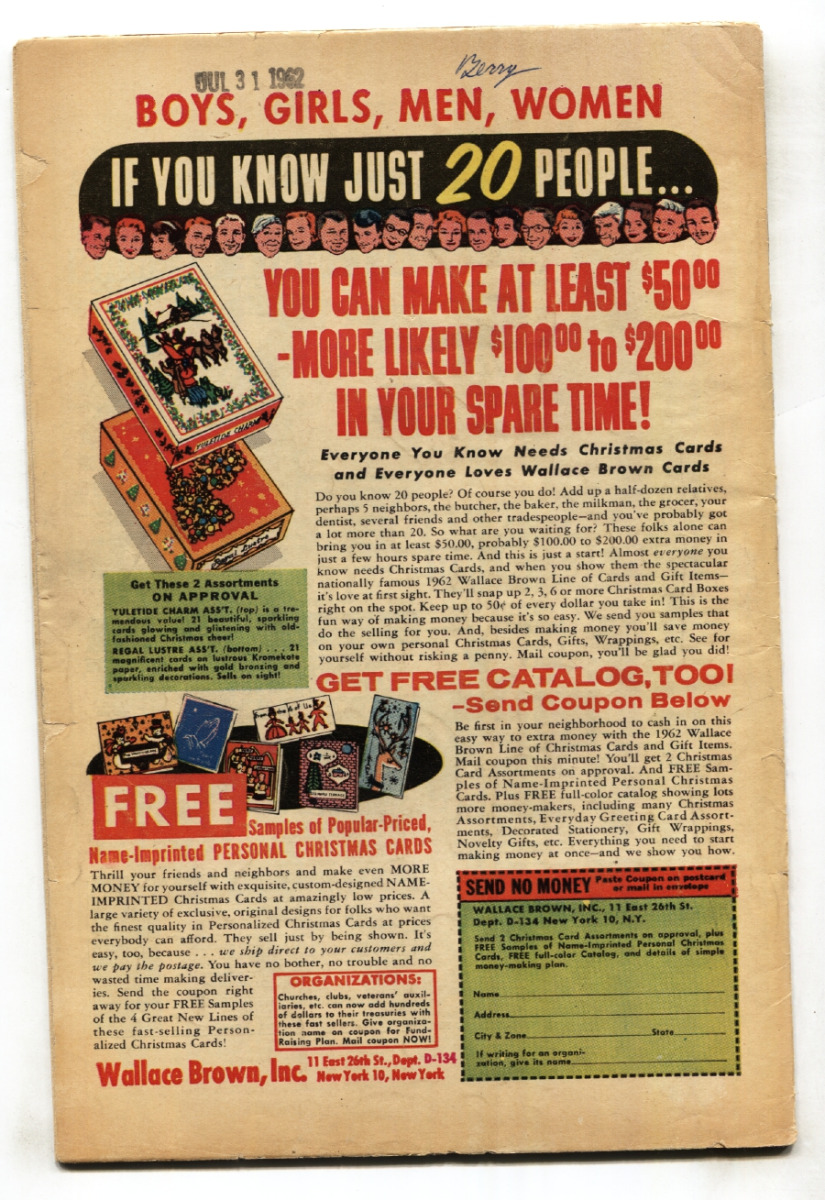 JUL 31 1962
Berry
BOYS, GIRLS, MEN, WOMEN
IF YOU KNOW JUST 20 PEOPLE...
YOU CAN MAKE AT LEAST $5000
-MORE LIKELY $10000 to $20000
IN YOUR SPARE TIME!
Everyone You Know Needs Christmas Cards
and Everyone Loves Wallace Brown Cards
Do you know 20 people? Of course you do! Add up a half-dozen relatives,
perhaps 5 neighbors, the butcher, the baker, the milkman, the grocer, your
dentist, several friends and other tradespeople—and you've probably got
a lot more than 20. So what are you waiting for? These folks alone can
bring you in at least $50.00, probably $100.00 to $200.00 extra money in
just a few hours spare time. And this is just a start! Almost everyone you
know needs Christmas Cards, and when you show them the spectacular
nationally famous 1962 Wallace Brown Line of Cards and Gift Items—
it's love at first sight. They'll snap up 2, 3, 6 or more Christmas Card Boxes
right on the spot. Keep up to 50¢ of every dollar you take in! This is the
fun way of making money because it's so easy. We send you samples that
do the selling for you. And, besides making money you'll save money
on your own personal Christmas Cards, Gifts, Wrappings, etc. See for
yourself without risking a penny. Mail coupon, you'll be glad you did!
YULETIDE CHARM
Regal Lustre
Get These 2 Assortments
ON APPROVAL
YULETIDE CHARM ASS'T. (top) is a tre-
mendous value! 21 beautiful, sparkling
cards glowing and glistening with old-
fashioned Christmas cheer!
REGAL LUSTRE ASS'T. (bottom) . . . 21
magnificent cards on lustrous Kromekote
paper, enriched with gold bronzing and
sparkling decorations. Sells on sight!
GET FREE CATALOG, TOO!
–Send Coupon Below
Be first in your neighborhood to cash in on this
easy way to extra money with the 1962 Wallace
Brown Line of Christmas Cards and Gift Items.
Mail coupon this minute! You'll get 2 Christmas
Card Assortments on approval. And FREE Sam-
ples of Name-Imprinted Personal Christmas
Cards. Plus FREE full-color catalog showing lots
more money-makers, including many Christmas
Assortments, Everyday Greeting Card Assort-
ments, Decorated Stationery, Gift Wrappings,
Novelty Gifts, etc. Everything you need to start
making money at once—and we show you how.
FREE
Samples of Popular-Priced,
Name-Imprinted PERSONAL CHRISTMAS CARDS
Thrill your friends and neighbors and make even MORE
MONEY for yourself with exquisite, custom-designed NAME-
IMPRINTED Christmas Cards at amazingly low prices. A
large variety of exclusive, original designs for folks who want
the finest quality in Personalized Christmas Cards at prices
everybody can afford. They sell just by being shown. It's
easy, too, because . . . we ship direct to your customers and
we pay the postage. You have no bother, no trouble and no
wasted time making deliver-
ies. Send the coupon right
away for your FREE Samples
of the 4 Great New Lines of
these fast-selling Person-
alized Christmas Cards!
ORGANIZATIONS:
Churches, clubs, veterans' auxil-
iaries, etc. can now add hundreds
of dollars to their treasuries with
these fast sellers. Give organiza-
tion name on coupon for Fund-
Raising Plan. Mail coupon NOW!
Wallace Brown, Inc. 11 East 26th St., Dept. D-134
New York 10, New York
SEND NO MONEY Paste Coupon on postcard
or mail in envelope
WALLACE BROWN, INC., 11 East 26th St.
Dept. D-134 New York 10, N.Y.
Send 2 Christmas Card Assortments on approval, plus
FREE Samples of Name-Imprinted Personal Christmas
Cards, FREE full-color Catalog, and details of simple
money-making plan.
Name
Address
City & Zone State
If writing for an organi-
zation, give its name